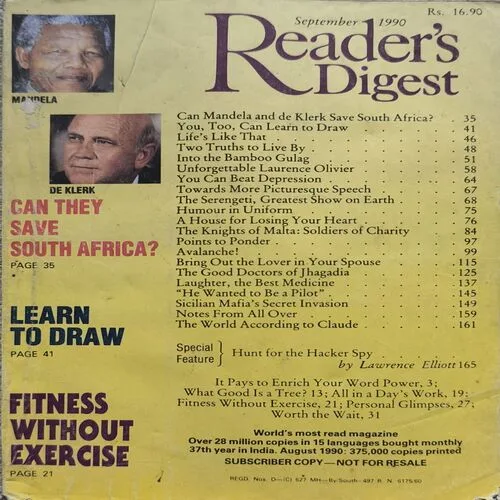 September 1990
Rs. 16.90
Reader's
Digest
MANDELA
DE KLERK
CAN THEY
SAVE
SOUTH AFRICA?
PAGE 35
LEARN
TO DRAW
PAGE 41
FITNESS
WITHOUT
EXERCISE
PAGE 21
Can Mandela and de Klerk Save South Africa? 35
You, Too, Can Learn to Draw . . . . . . . . 41
Life's Like That . . . . . . . . 46
Two Truths to Live By . . . . . . . . 48
Into the Bamboo Gulag . . . . . . . . 51
Unforgettable Laurence Olivier . . . . . . . . 58
You Can Beat Depression . . . . . . . . 64
Towards More Picturesque Speech . . . . . . 67
The Serengeti, Greatest Show on Earth . . . . 68
Humour in Uniform . . . . . . . . 75
A House for Losing Your Heart . . . . . . 76
The Knights of Malta: Soldiers of Charity . . . 84
Points to Ponder . . . . . . . . 97
Avalanche! . . . . . . . . 99
Bring Out the Lover in Your Spouse . . . . . 115
The Good Doctors of Jhagadia . . . . . . 125
Laughter, the Best Medicine . . . . . . 137
"He Wanted to Be a Pilot" . . . . . . 145
Sicilian Mafia's Secret Invasion . . . . . . 149
Notes From All Over . . . . . . . . 159
The World According to Claude . . . . . . 161
Special
Feature } Hunt for the Hacker Spy
by Lawrence Elliott 165
It Pays to Enrich Your Word Power, 3;
What Good Is a Tree? 13; All in a Day's Work, 19;
Fitness Without Exercise, 21; Personal Glimpses, 27;
Worth the Wait, 31
World's most read magazine
Over 28 million copies in 15 languages bought monthly
37th year in India. August 1990: 375,000 copies printed
SUBSCRIBER COPY—NOT FOR RESALE
REGD. Nos. D—(C) 627 MH—By South-497 R. N. 6175/60